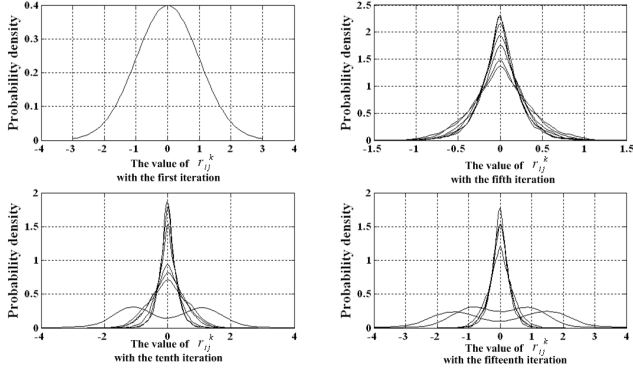 Probability density
0.4
0.3
0.2
0.1
0
-4 -3 -2 -1 0 1 2 3 4
The value of r_ij^k
with the first iteration
Probability density
2.5
2
1.5
1
0.5
0
-1.5 -1 -0.5 0 0.5 1 1.5
The value of r_ij^k
with the fifth iteration
Probability density
2
1.5
1
0.5
0
-4 -2 0 2 4
The value of r_ij^k
with the tenth iteration
Probability density
2
1.5
1
0.5
0
-4 -3 -2 -1 0 1 2 3 4
The value of r_ij^k
with the fifteenth iteration